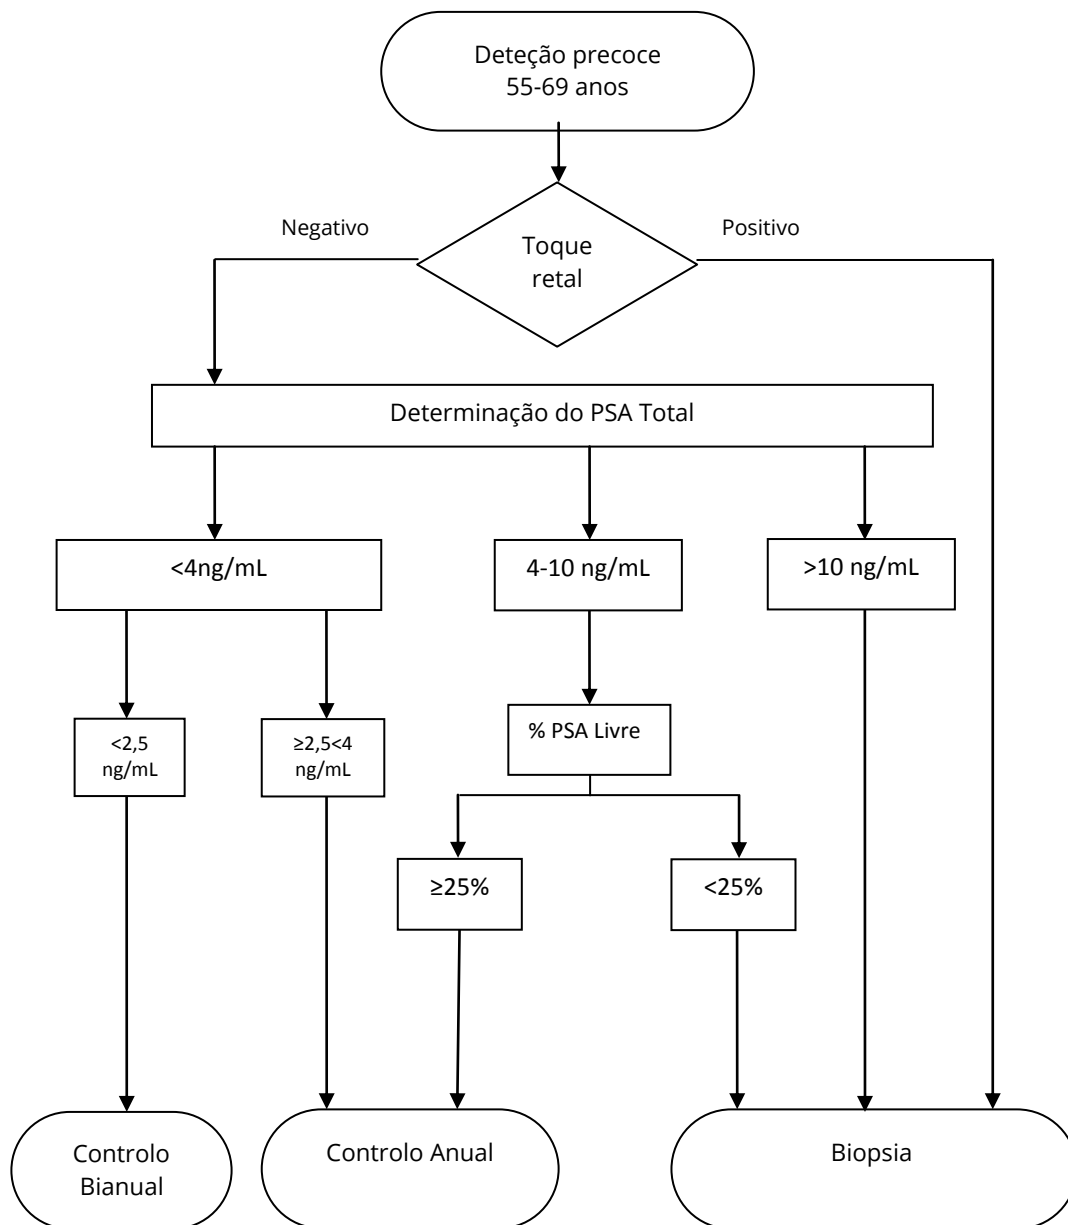 Deteção precoce
55-69 anos
Negativo
Positivo
Toque
retal
Determinação do PSA Total
<4ng/mL
4-10 ng/mL
>10 ng/mL
<2,5
ng/mL
≥2,5<4
ng/mL
% PSA Livre
≥25%
<25%
Controlo
Bianual
Controlo Anual
Biopsia